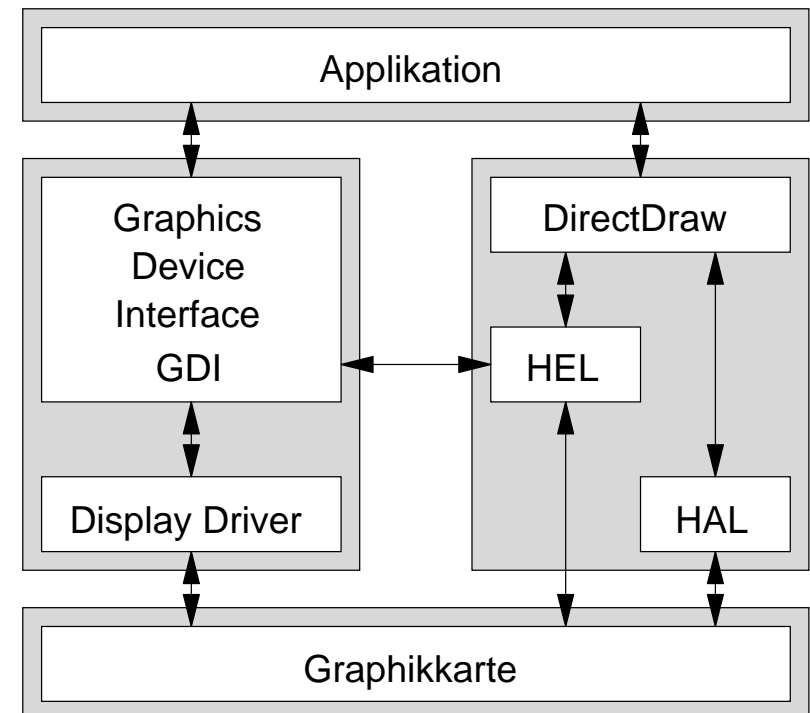 Applikation
Graphics
Device
Interface
GDI
DirectDraw
HEL
Display Driver
HAL
Graphikkarte